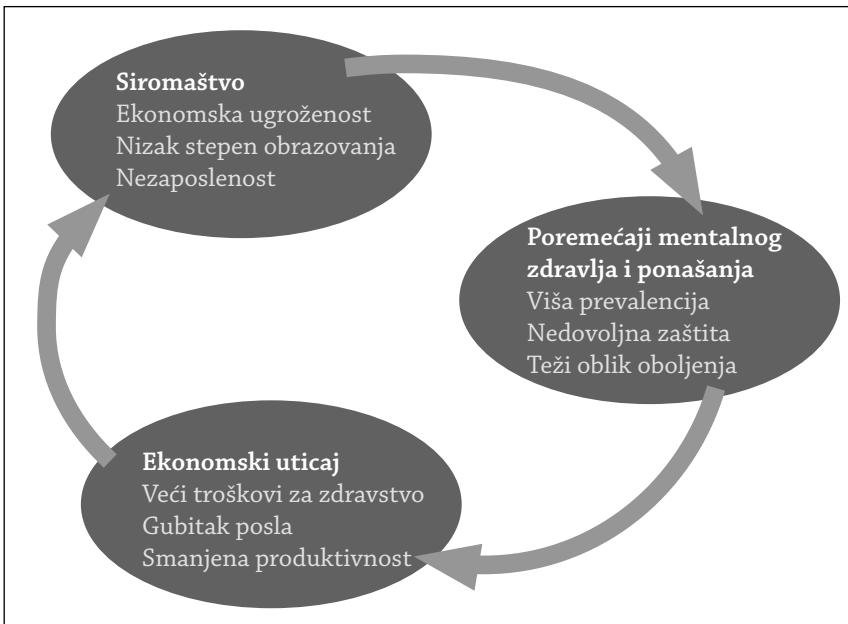 Siromaštvo
Ekonomska ugroženost
Nizak stepen obrazovanja
Nezaposlenost
Poremećaji mentalnog
zdravlja i ponašanja
Viša prevalencija
Nedovoljna zaštita
Teži oblik oboljenja
Ekonomski uticaj
Veći troškovi za zdravstvo
Gubitak posla
Smanjena produktivnost